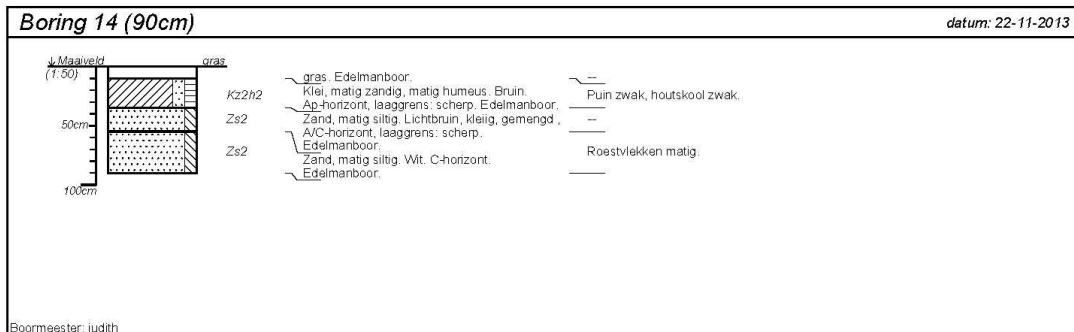 Boring 14 (90cm)
datum: 22-11-2013
↓ Maaiveld
gras
(1:50)
gras. Edelmanboor.
--
Kz2h2
Klei, matig zandig, matig humeus. Bruin.
Puin zwak, houtskool zwak.
Ap-horizont, laaggrens: scherp. Edelmanboor.
50cm
Zs2
Zand, matig siltig. Lichtbruin, kleiig, gemengd ,
--
A/C-horizont, laaggrens: scherp.
Edelmanboor.
Zs2
Zand, matig siltig. Wit. C-horizont.
Roestvlekken matig.
Edelmanboor.
100cm
Boormeester: judith